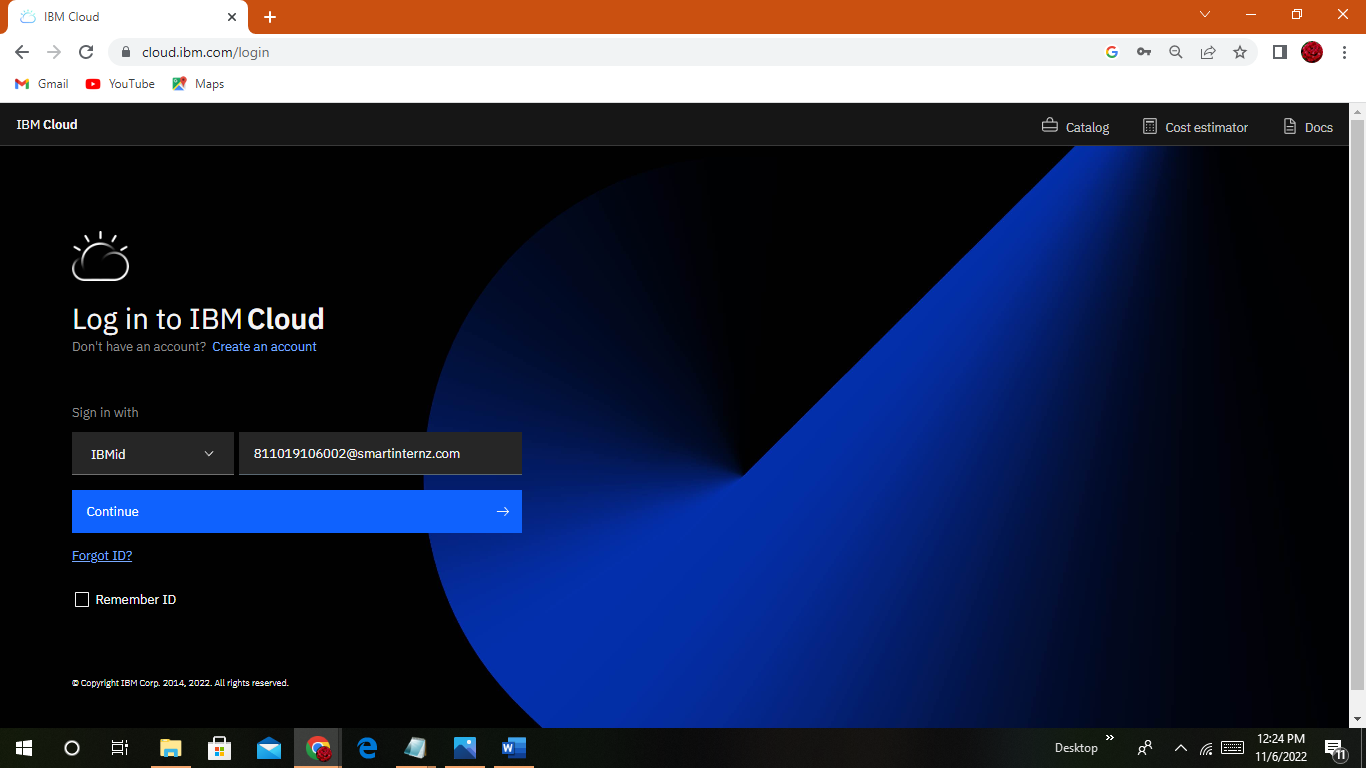 IBM Cloud
cloud.ibm.com/login
Gmail YouTube Maps
IBM Cloud Catalog Cost estimator Docs
Log in to IBM Cloud
Don't have an account? Create an account
Sign in with
IBMid 811019106002@smartinternz.com
Continue
Forgot ID?
Remember ID
© Copyright IBM Corp. 2014, 2022. All rights reserved.
Desktop
12:24 PM
11/6/2022
11